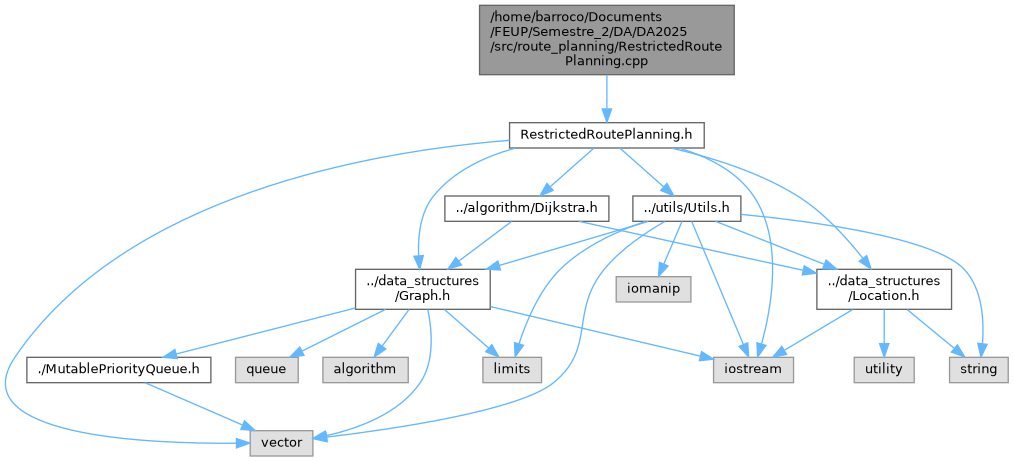 /home/barroco/Documents
/FEUP/Semestre_2/DA/DA2025
/src/route_planning/RestrictedRoute
Planning.cpp
RestrictedRoutePlanning.h
../algorithm/Dijkstra.h
../utils/Utils.h
../data_structures
/Graph.h
iomanip
../data_structures
/Location.h
./MutablePriorityQueue.h
queue
algorithm
limits
iostream
utility
string
vector